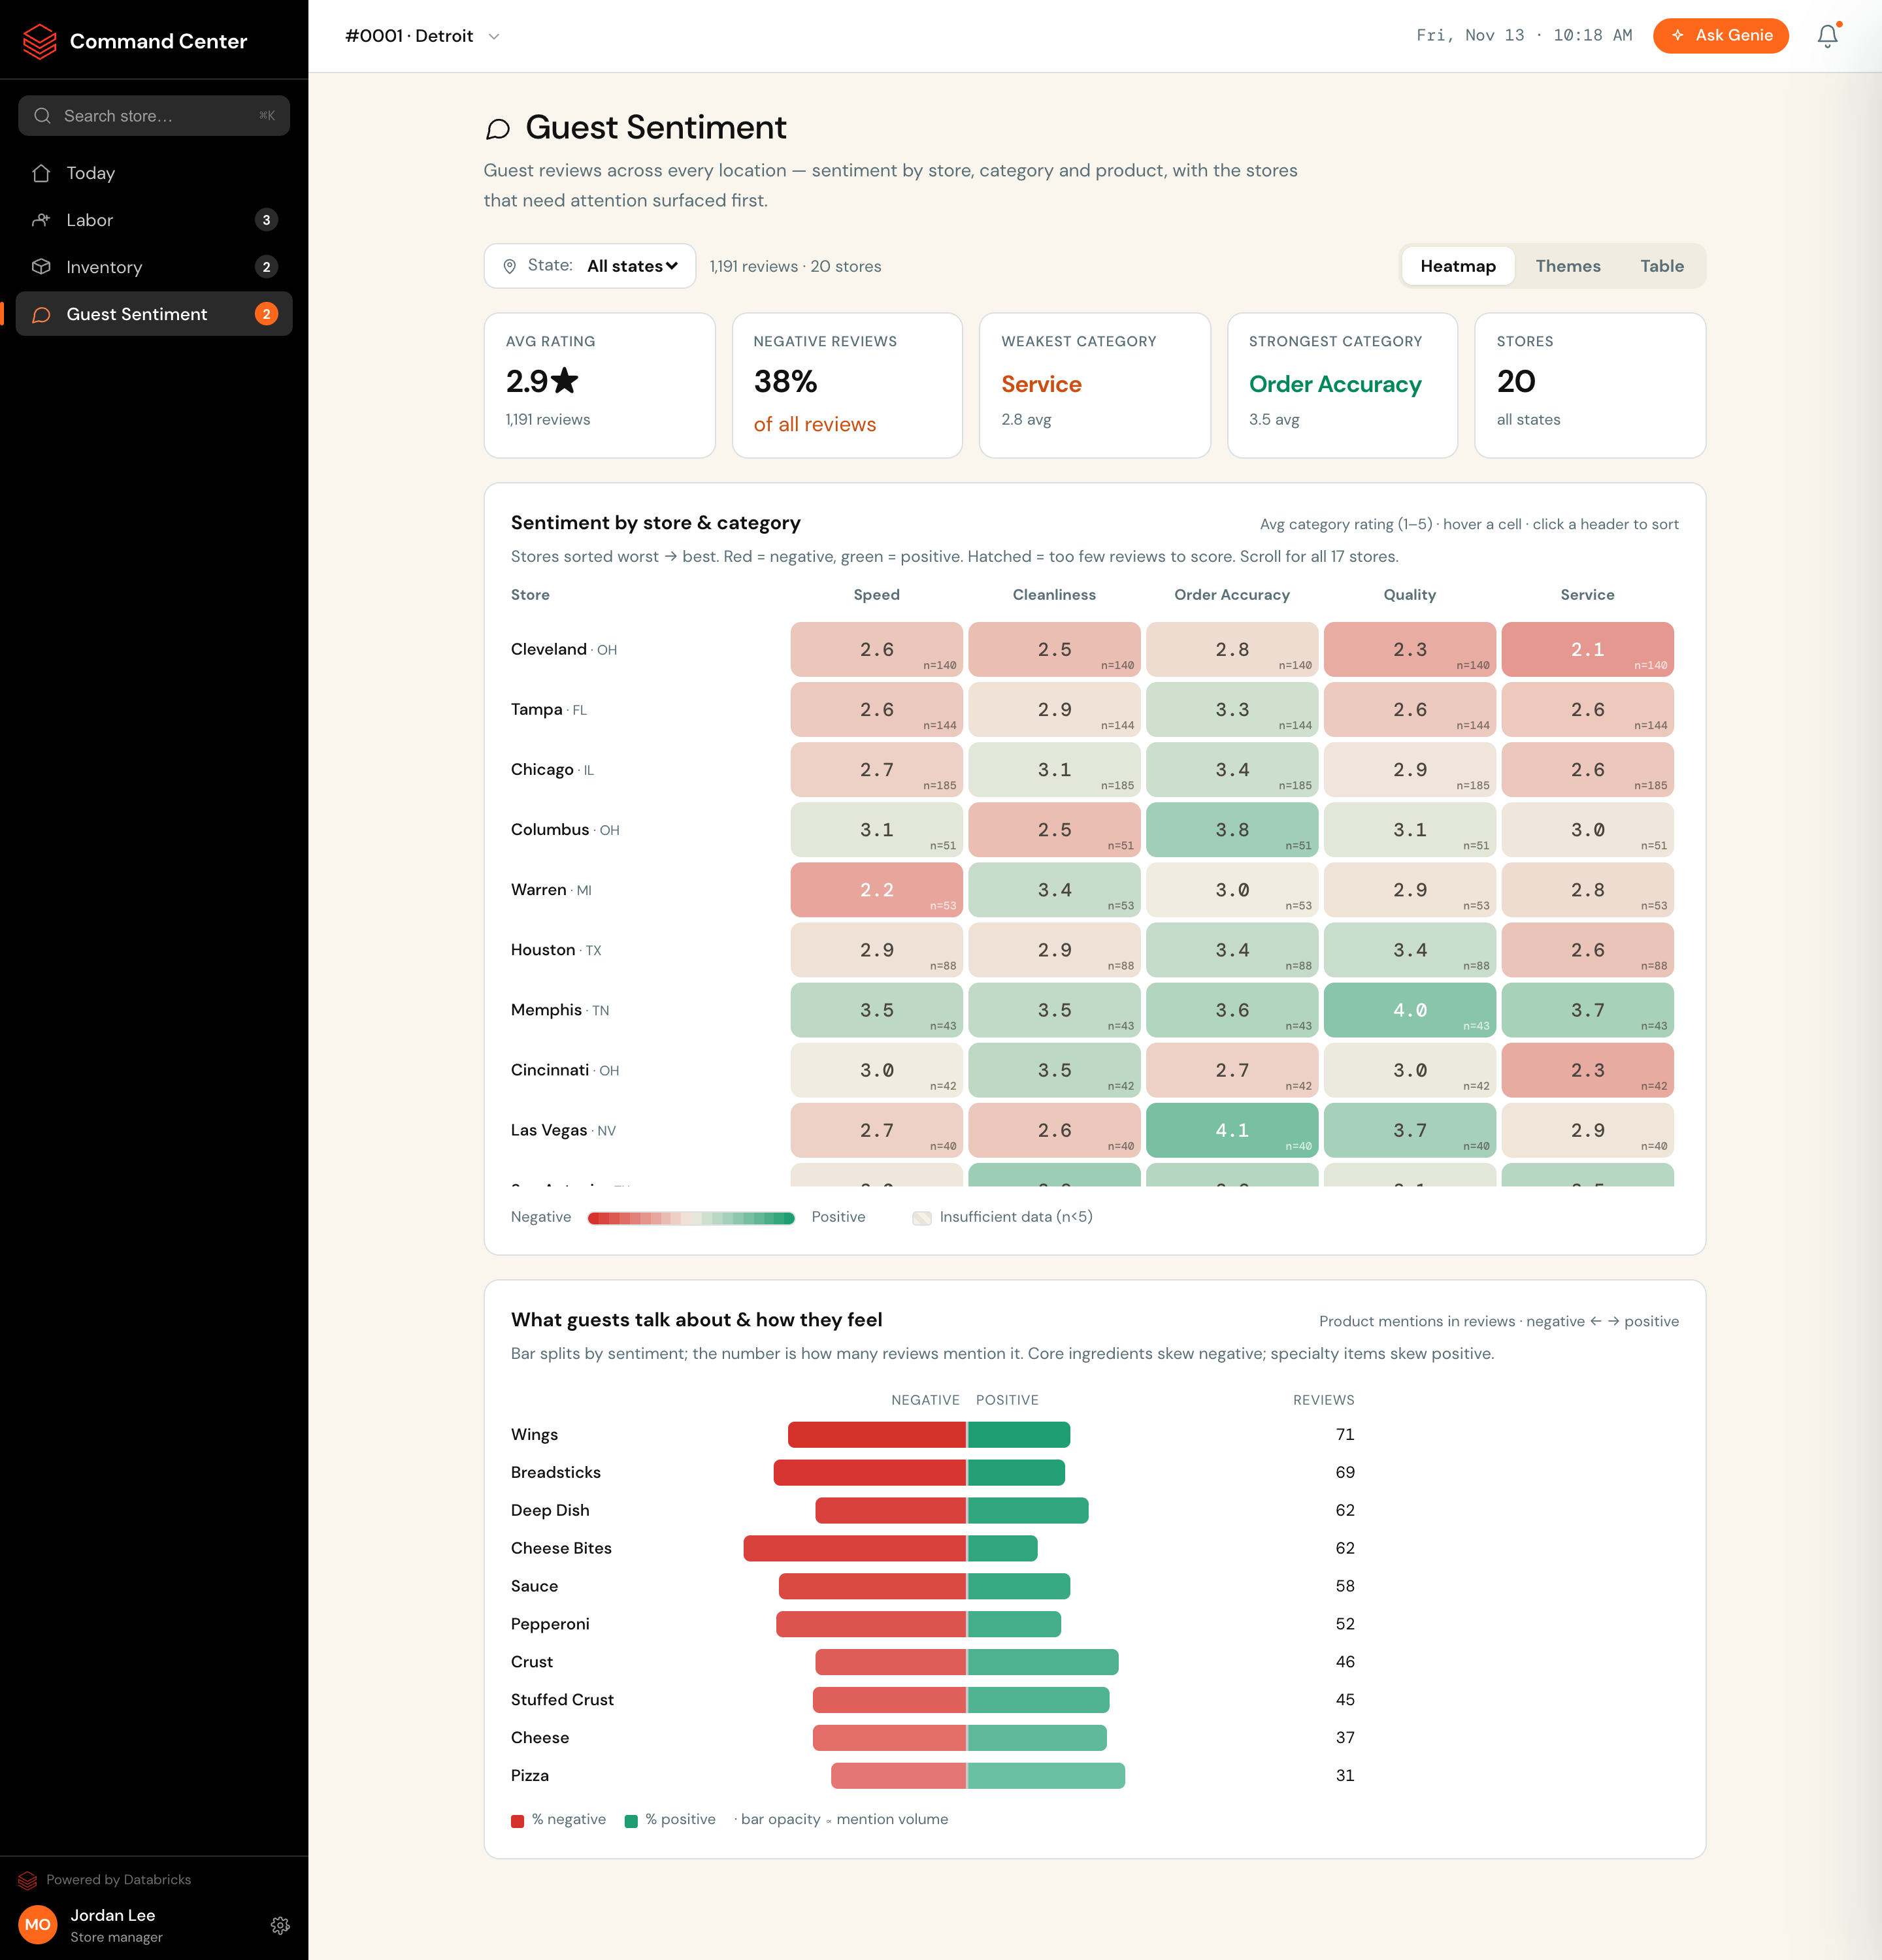 Command Center
Search store… ⌘K
Today
Labor 3
Inventory 2
Guest Sentiment 2
Powered by Databricks
MO
Jordan Lee
Store manager
#0001 · Detroit
Fri, Nov 13 · 10:18 AM
Ask Genie
Guest Sentiment
Guest reviews across every location — sentiment by store, category and product, with the stores
that need attention surfaced first.
State: All states
1,191 reviews · 20 stores
Heatmap Themes Table
AVG RATING
2.9★
1,191 reviews
NEGATIVE REVIEWS
38%
of all reviews
WEAKEST CATEGORY
Service
2.8 avg
STRONGEST CATEGORY
Order Accuracy
3.5 avg
STORES
20
all states
Sentiment by store & category
Avg category rating (1–5) · hover a cell · click a header to sort
Stores sorted worst → best. Red = negative, green = positive. Hatched = too few reviews to score. Scroll for all 17 stores.
Store Speed Cleanliness Order Accuracy Quality Service
Cleveland · OH 2.6 n=140 2.5 n=140 2.8 n=140 2.3 n=140 2.1 n=140
Tampa · FL 2.6 n=144 2.9 n=144 3.3 n=144 2.6 n=144 2.6 n=144
Chicago · IL 2.7 n=185 3.1 n=185 3.4 n=185 2.9 n=185 2.6 n=185
Columbus · OH 3.1 n=51 2.5 n=51 3.8 n=51 3.1 n=51 3.0 n=51
Warren · MI 2.2 n=53 3.4 n=53 3.0 n=53 2.9 n=53 2.8 n=53
Houston · TX 2.9 n=88 2.9 n=88 3.4 n=88 3.4 n=88 2.6 n=88
Memphis · TN 3.5 n=43 3.5 n=43 3.6 n=43 4.0 n=43 3.7 n=43
Cincinnati · OH 3.0 n=42 3.5 n=42 2.7 n=42 3.0 n=42 2.3 n=42
Las Vegas · NV 2.7 n=40 2.6 n=40 4.1 n=40 3.7 n=40 2.9 n=40
Negative Positive Insufficient data (n<5)
What guests talk about & how they feel
Product mentions in reviews · negative ← → positive
Bar splits by sentiment; the number is how many reviews mention it. Core ingredients skew negative; specialty items skew positive.
NEGATIVE POSITIVE REVIEWS
Wings 71
Breadsticks 69
Deep Dish 62
Cheese Bites 62
Sauce 58
Pepperoni 52
Crust 46
Stuffed Crust 45
Cheese 37
Pizza 31
% negative % positive · bar opacity ∝ mention volume